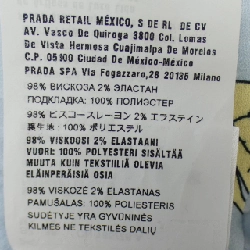 PRADA RETAIL MÉXICO, S DE RL DE CV
AV. Vasco De Quiroga 3800 Col. Lomas
De Vista Hermosa Cuajimalpa De Morelos
C.P. 05100 Ciudad De México
PRADA SPA Via Fogazzaro,28 20135 Milano
98% ВИСКОЗА 2% ЭЛАСТАН
ПОДКЛАДКА: 100% ПОЛИЭСТЕР
98% ビスコースレーヨン 2% エラスティン
裏生地: 100% ポリエステル
98% VISKOOSI 2% ELASTAANI
VUORI: 100% POLYESTERI SISÄLTÄÄ
MUUTA KUIN TEKSTIILIÄ OLEVIA
ELÄINPERÄISIÄ OSIA
98% VISKOZĖ 2% ELASTANAS
PAMUŠALAS: 100% POLIESTERIS
SUDĖTYJE YRA GYVŪNINĖS
KILMĖS NE TEKSTILĖS DALIŲ